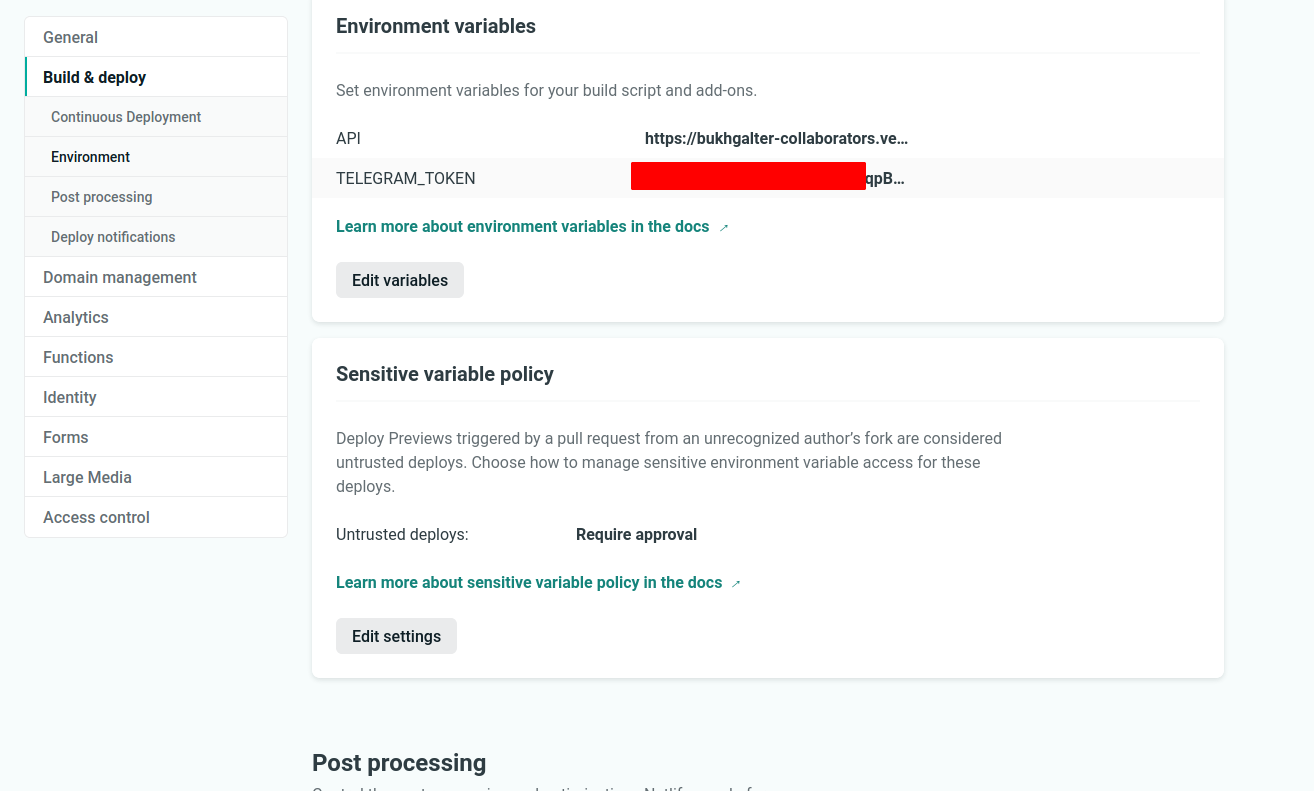 General
Build & deploy
Continuous Deployment
Environment
Post processing
Deploy notifications
Domain management
Analytics
Functions
Identity
Forms
Large Media
Access control
Environment variables
Set environment variables for your build script and add-ons.
API https://bukhgalter-collaborators.ve…
TELEGRAM_TOKEN qpB…
Learn more about environment variables in the docs →
Edit variables
Sensitive variable policy
Deploy Previews triggered by a pull request from an unrecognized author’s fork are considered
untrusted deploys. Choose how to manage sensitive environment variable access for these
deploys.
Untrusted deploys: Require approval
Learn more about sensitive variable policy in the docs →
Edit settings
Post processing